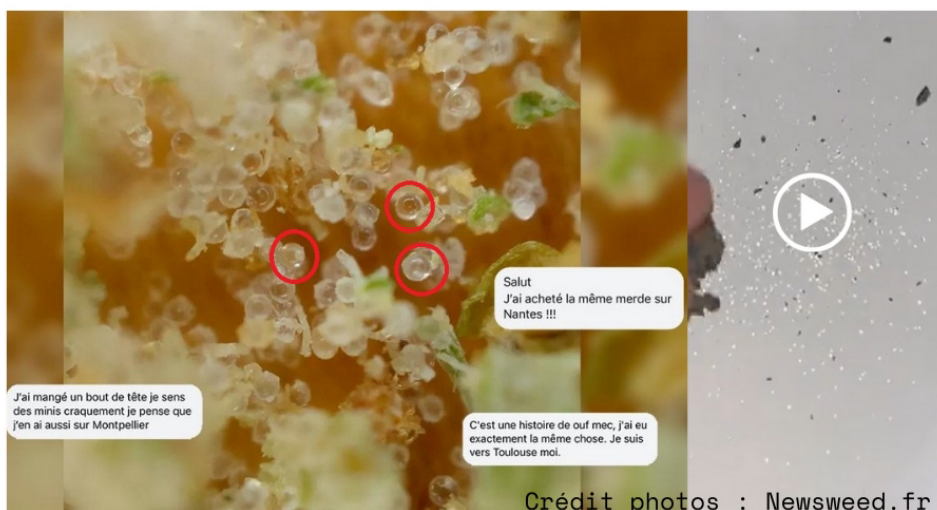 Salut
J'ai acheté la même merde sur
Nantes !!!
J'ai mangé un bout de tête je sens
des minis craquement je pense que
j'en ai aussi sur Montpellier
C'est une histoire de ouf mec, j'ai eu
exactement la même chose. Je suis
vers Toulouse moi.
Crédit photos : Newsweed.fr